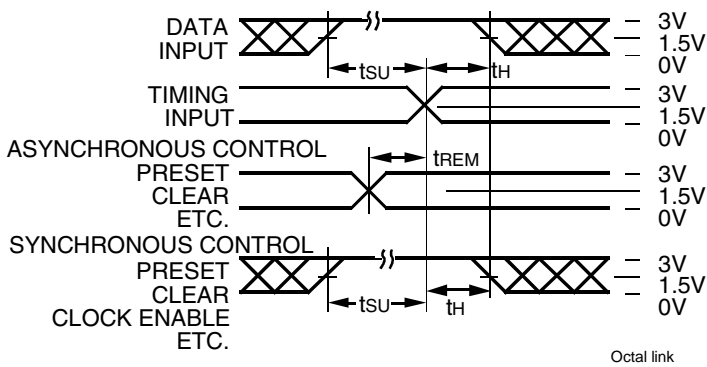 DATA
INPUT
3V
1.5V
0V
tSU
tH
TIMING
INPUT
3V
1.5V
0V
ASYNCHRONOUS CONTROL
PRESET
CLEAR
ETC.
tREM
3V
1.5V
0V
SYNCHRONOUS CONTROL
PRESET
CLEAR
CLOCK ENABLE
ETC.
tSU
tH
3V
1.5V
0V
Octal link